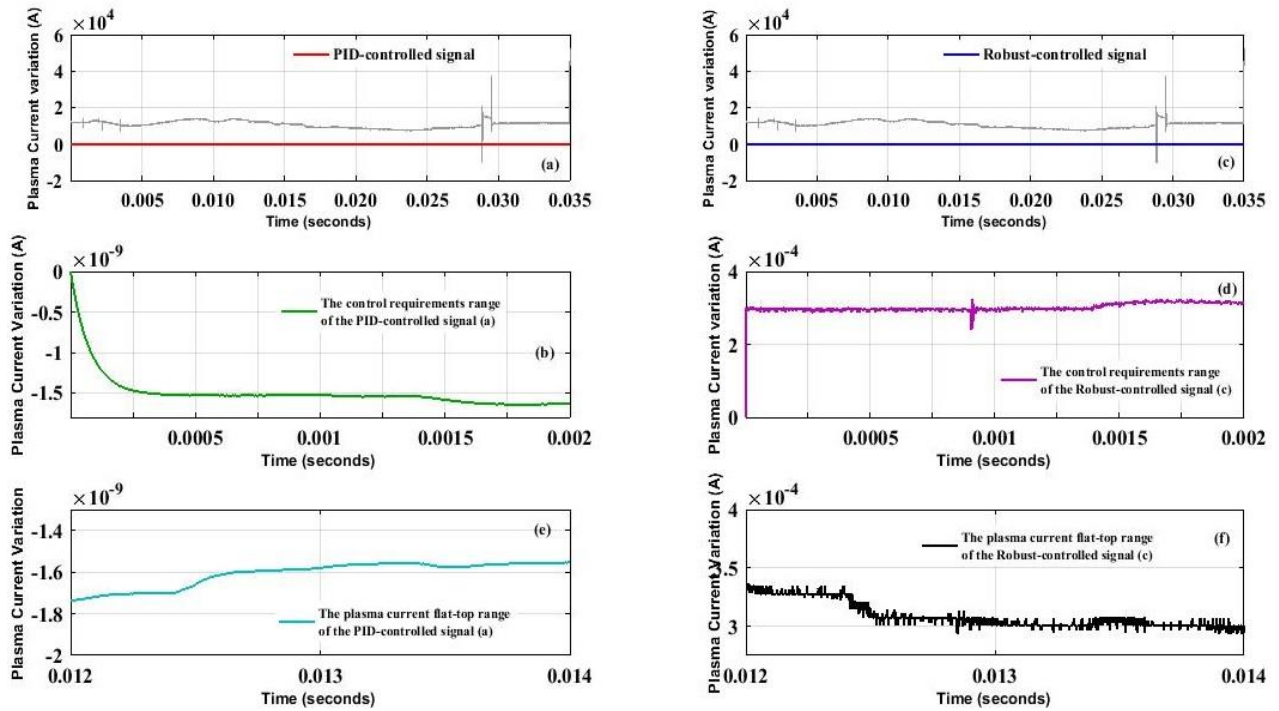 ×10^4
6
4
2
0
-2
Plasma Current variation (A)
PID-controlled signal
(a)
0.005 0.010 0.015 0.020 0.025 0.030 0.035
Time (seconds)
×10^4
6
4
2
0
-2
Plasma Current variation(A)
Robust-controlled signal
(c)
0.005 0.010 0.015 0.020 0.025 0.030 0.035
Time (seconds)
×10^-9
0
-0.5
-1
-1.5
Plasma Current Variation (A)
The control requirements range
of the PID-controlled signal (a)
(b)
0.0005 0.001 0.0015 0.002
Time (seconds)
×10^-4
4
2
0
Plasma Current variation (A)
(d)
The control requirements range
of the Robust-controlled signal (c)
0.0005 0.001 0.0015 0.002
Time (seconds)
×10^-9
-1.4
-1.6
-1.8
-2
Plasma Current Variation
(e)
The plasma current flat-top range
of the PID-controlled signal (a)
0.012 0.013 0.014
Time (seconds)
×10^-4
4
3.5
3
Plasma Current Variation (A)
The plasma current flat-top range
of the Robust-controlled signal (c)
(f)
0.012 0.013 0.014
Time (seconds)